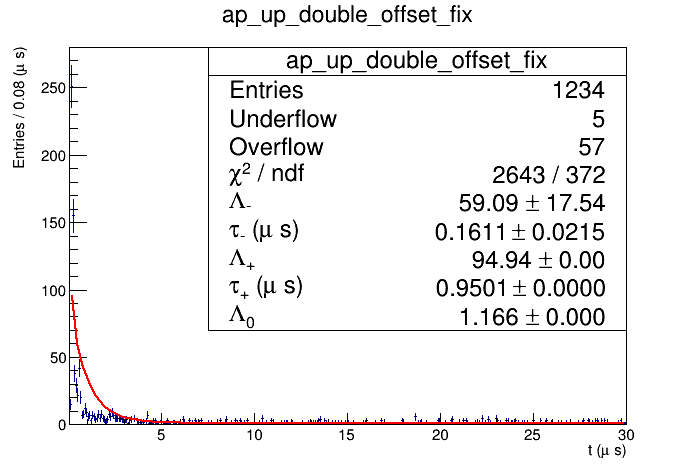 ap_up_double_offset_fix
Entries / 0.08 (μ s)
ap_up_double_offset_fix
Entries 1234
Underflow 5
Overflow 57
χ² / ndf 2643 / 372
Λ₋ 59.09 ± 17.54
τ₋ (μ s) 0.1611 ± 0.0215
Λ₊ 94.94 ± 0.00
τ₊ (μ s) 0.9501 ± 0.0000
Λ₀ 1.166 ± 0.000
250
200
150
100
50
0
5 10 15 20 25 30
t (μ s)